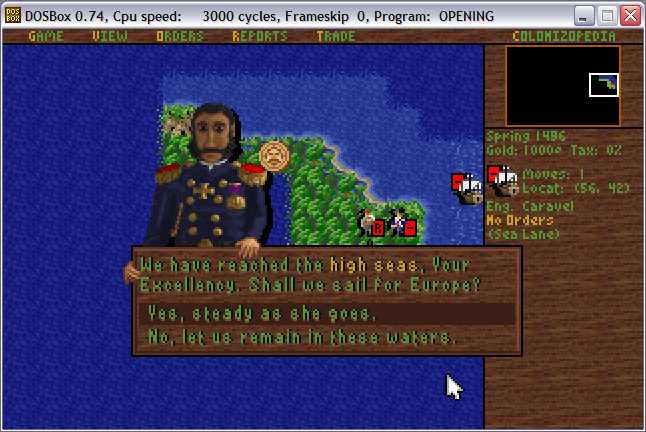 DOSBox 0.74, Cpu speed: 3000 cycles, Frameskip 0, Program: OPENING
GAME VIEW ORDERS REPORTS TRADE COLONIZOPEDIA
Spring 1496
Gold: 1000¢ Tax: 0%
Moves: 1
Locat: (56, 42)
Eng. Caravel
No Orders
(Sea Lane)
We have reached the high seas, Your
Excellency. Shall we sail for Europe?
Yes, steady as she goes.
No, let us remain in these waters.